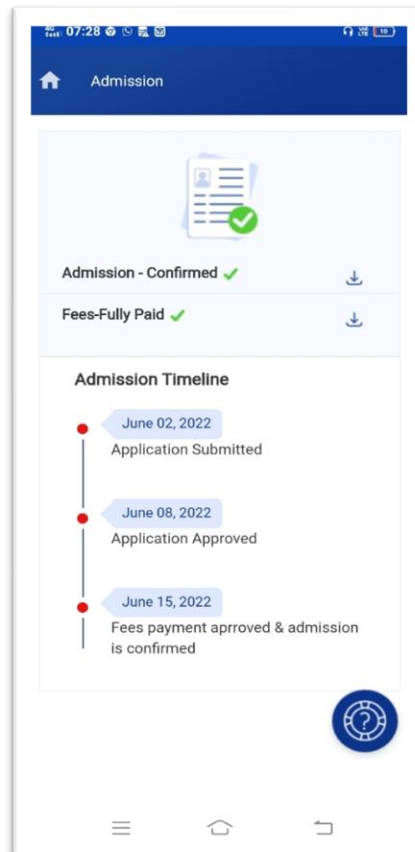 07:28
10
Admission
Admission - Confirmed
Fees-Fully Paid
Admission Timeline
June 02, 2022
Application Submitted
June 08, 2022
Application Approved
June 15, 2022
Fees payment aprroved & admission
is confirmed
?